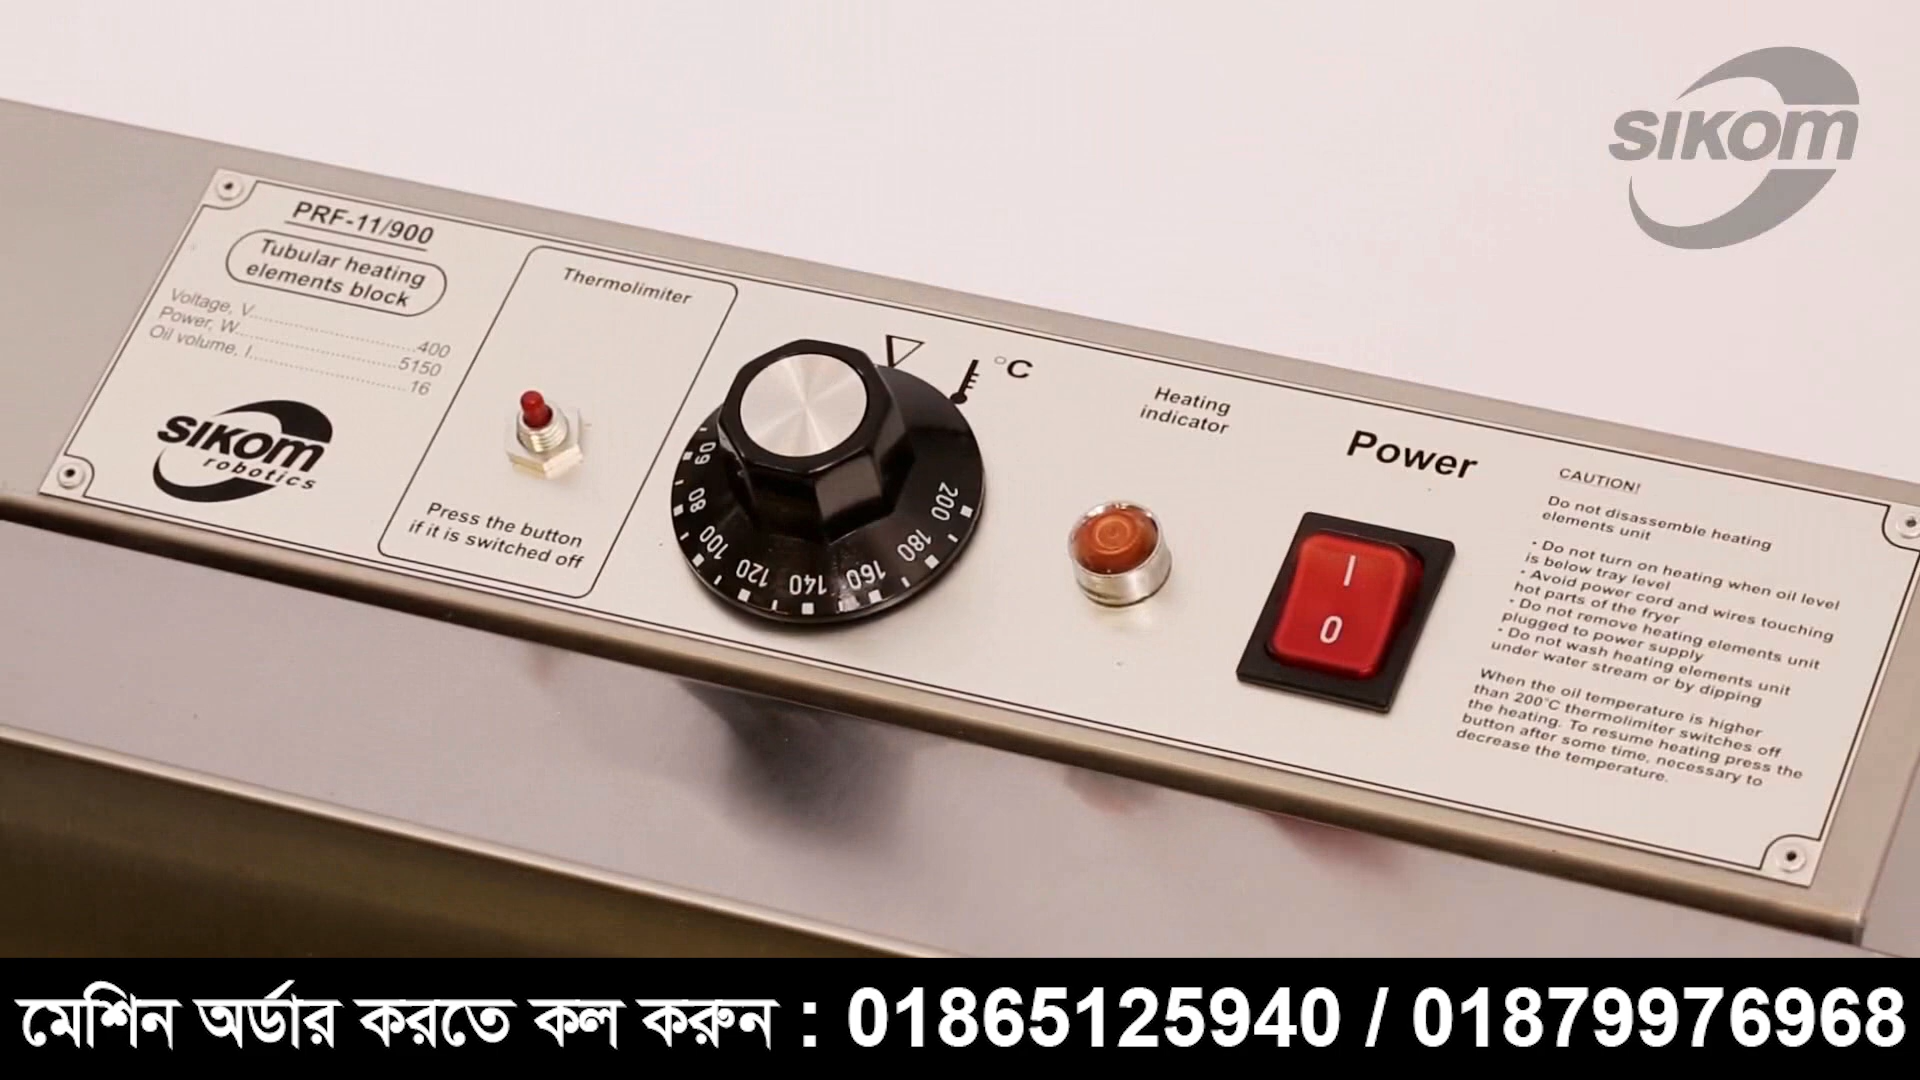 SIKOM
PRF-11/900
Tubular heating
elements block
Voltage, V..............................400
Power, W..............................5150
Oil volume, l..............................16
SIKOM
robotics
Thermolimiter
Press the button
if it is switched off
°C
60 80 100 120 140 160 180 200
Heating
indicator
Power
I
0
CAUTION!
Do not disassemble heating
elements unit
• Do not turn on heating when oil level
is below tray level
• Avoid power cord and wires touching
hot parts of the fryer
• Do not remove heating elements unit
plugged to power supply
• Do not wash heating elements unit
under water stream or by dipping
When the oil temperature is higher
than 200°C thermolimiter switches off
the heating. To resume heating press the
button after some time, necessary to
decrease the temperature.
মেশিন অর্ডার করতে কল করুন : 01865125940 / 01879976968